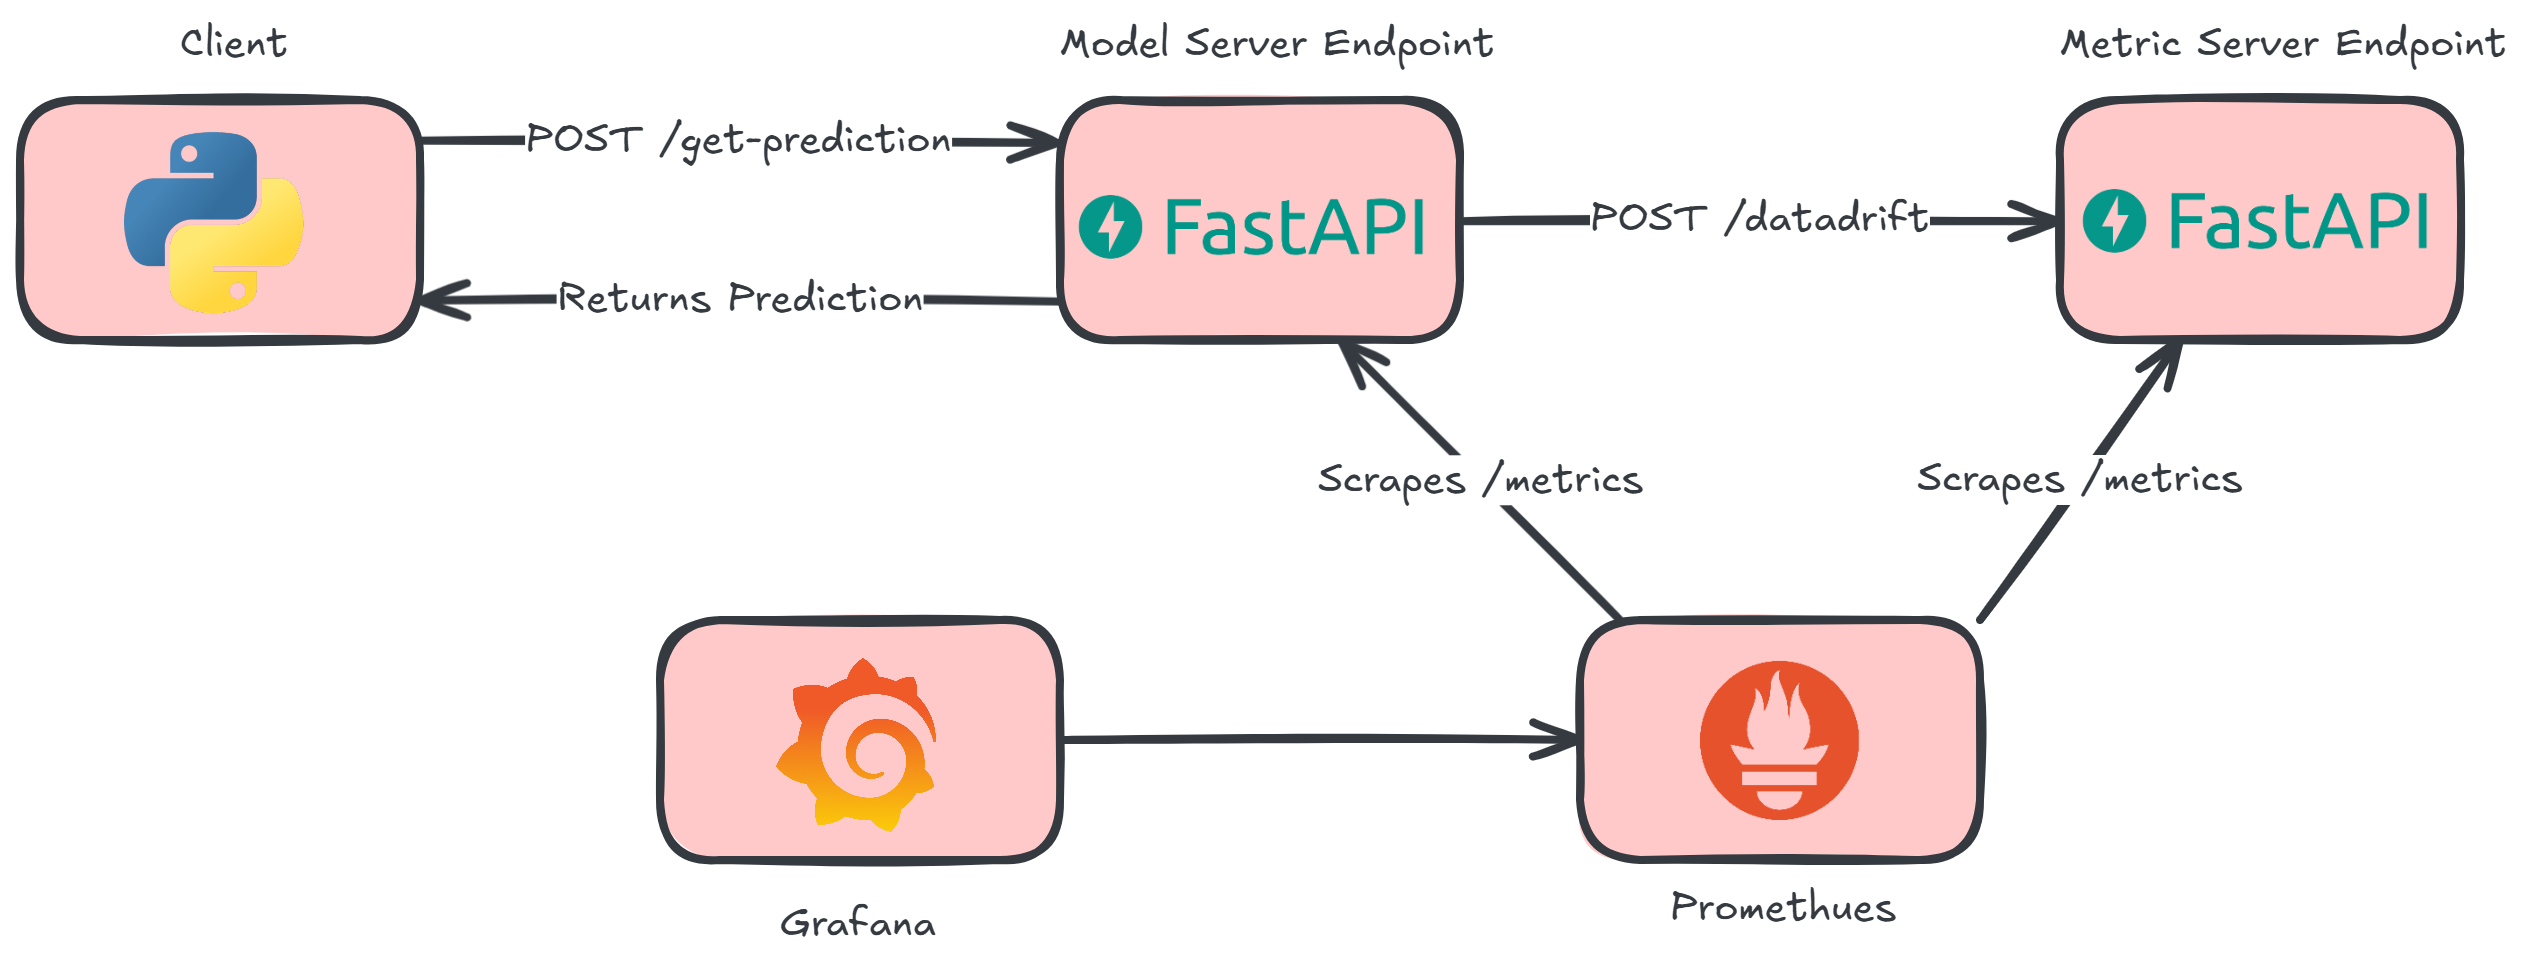 Client
Model Server Endpoint
Metric Server Endpoint
POST /get-prediction
FastAPI
POST /datadrift
FastAPI
Returns Prediction
Scrapes /metrics
Scrapes /metrics
Grafana
Promethues